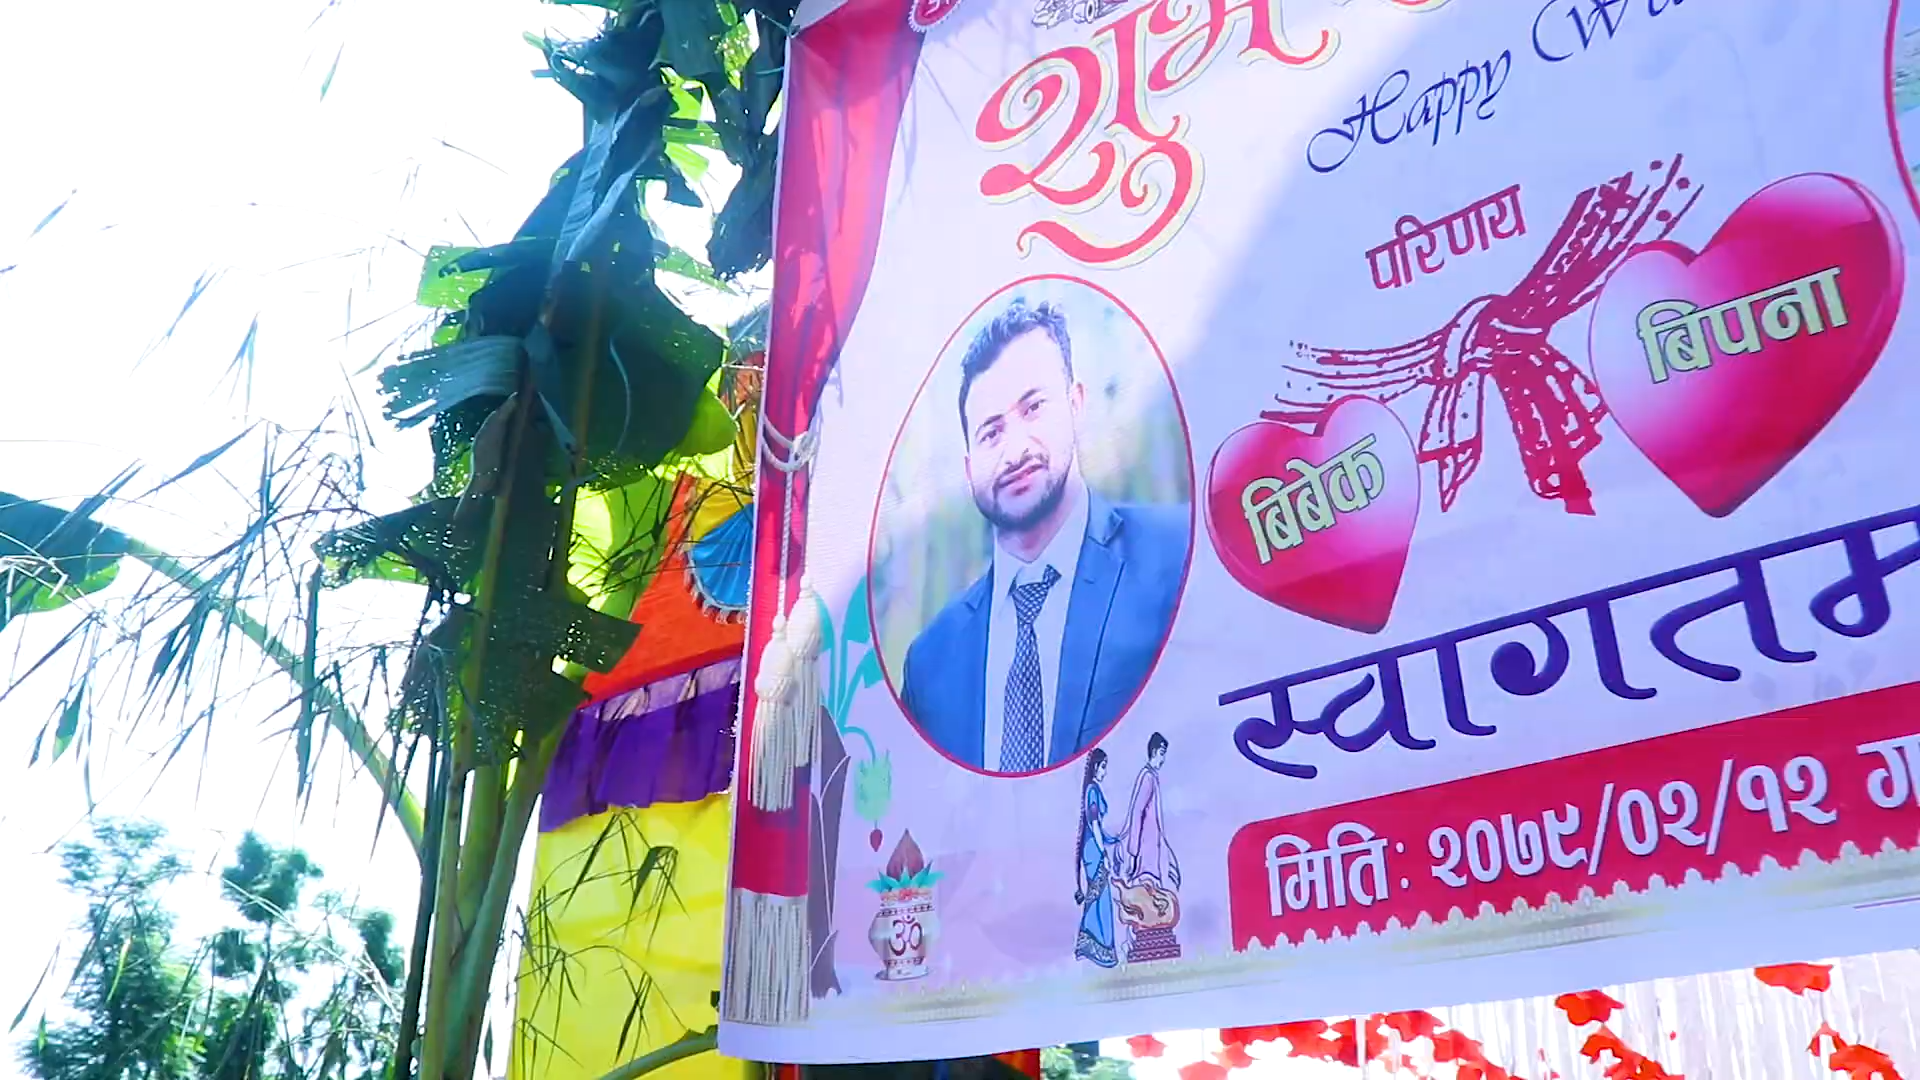 शुभ
Happy
परिणय
बिबेक
बिपना
स्वागतम
मितिः २०७९/०२/१२
ॐ